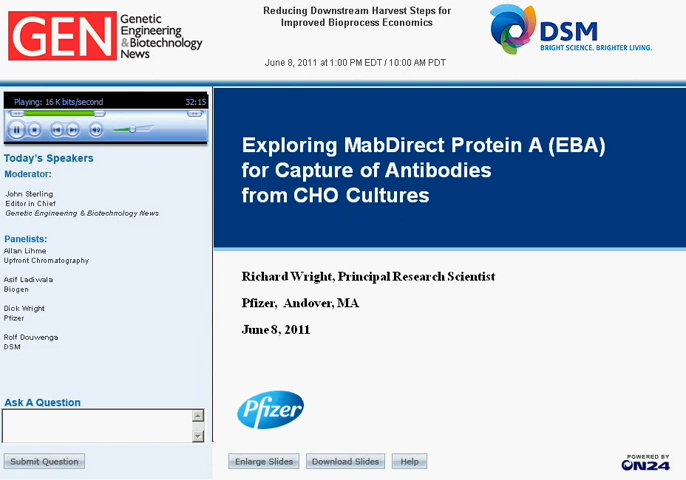 GEN Genetic
Engineering
& Biotechnology
News
Reducing Downstream Harvest Steps for
Improved Bioprocess Economics
June 8, 2011 at 1:00 PM EDT / 10:00 AM PDT
DSM
BRIGHT SCIENCE. BRIGHTER LIVING.
Playing: 16 K bits/second 32:15
Today's Speakers
Moderator:
John Sterling
Editor in Chief
Genetic Engineering & Biotechnology News
Panelists:
Allan Lihme
Upfront Chromatography
Asif Ladiwala
Biogen
Dick Wright
Pfizer
Rolf Douwenga
DSM
Ask A Question
Submit Question
Exploring MabDirect Protein A (EBA)
for Capture of Antibodies
from CHO Cultures
Richard Wright, Principal Research Scientist
Pfizer, Andover, MA
June 8, 2011
Pfizer
Enlarge Slides Download Slides Help
POWERED BY
ON24